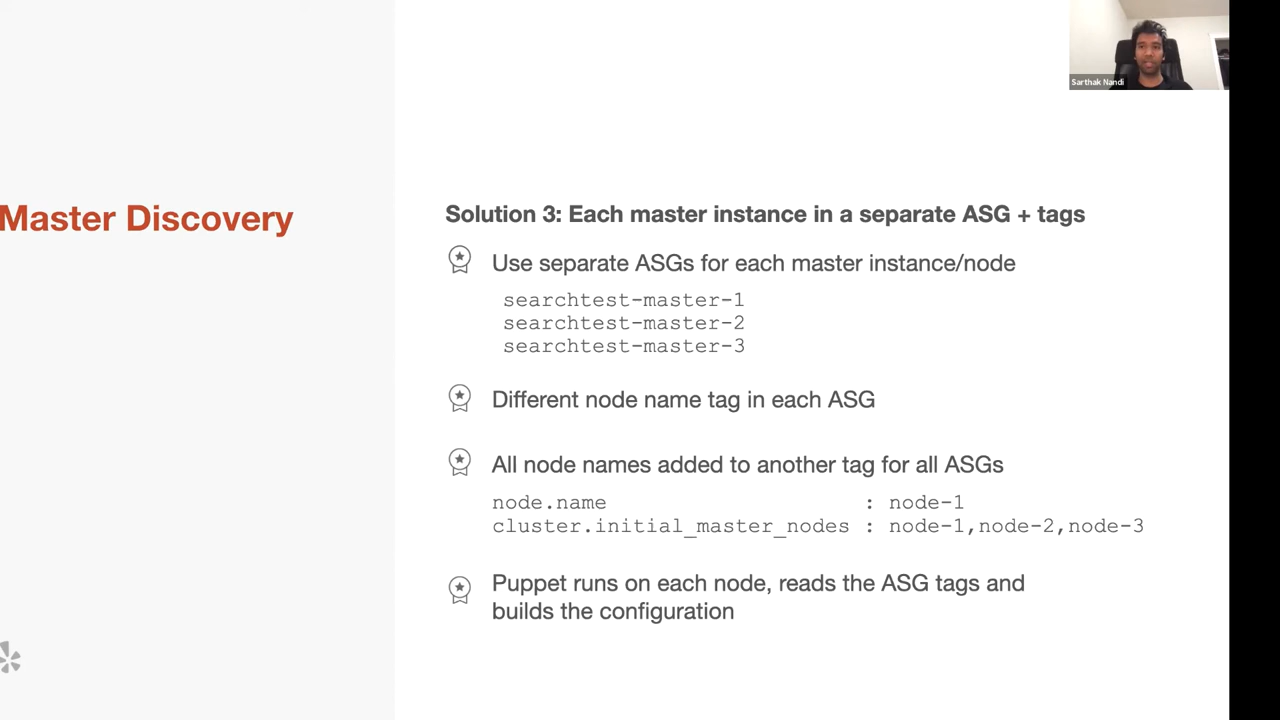 Sarthak Nandi
Master Discovery
Solution 3: Each master instance in a separate ASG + tags
Use separate ASGs for each master instance/node
searchtest-master-1
searchtest-master-2
searchtest-master-3
Different node name tag in each ASG
All node names added to another tag for all ASGs
node.name : node-1
cluster.initial_master_nodes : node-1,node-2,node-3
Puppet runs on each node, reads the ASG tags and
builds the configuration